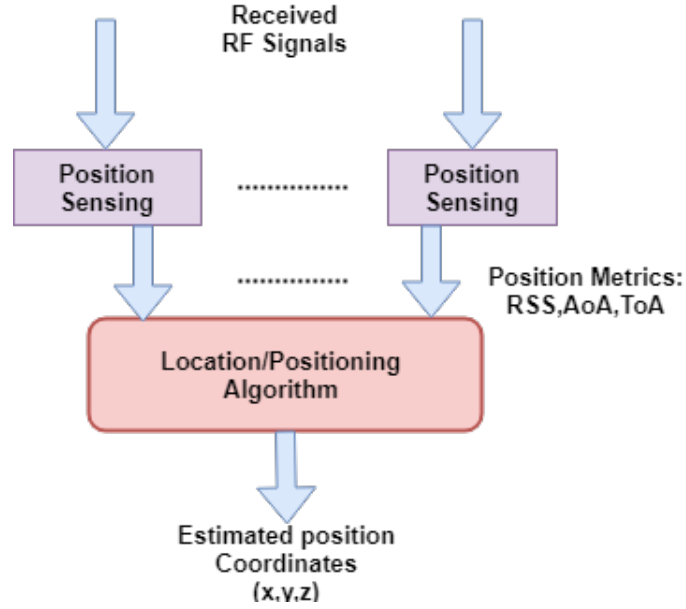 Received
RF Signals
Position
Sensing
...............
Position
Sensing
...............
Position Metrics:
RSS,AoA,ToA
Location/Positioning
Algorithm
Estimated position
Coordinates
(x,y,z)